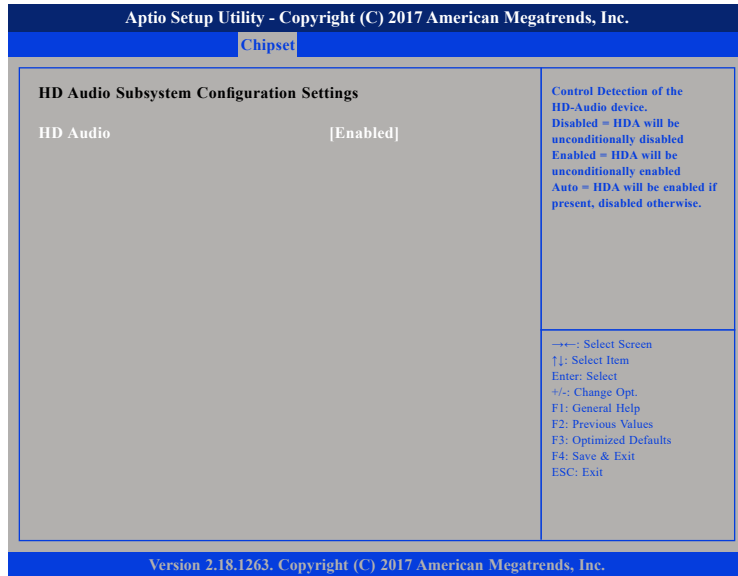 Aptio Setup Utility - Copyright (C) 2017 American Megatrends, Inc.
Chipset
HD Audio Subsystem Configuration Settings
HD Audio [Enabled]
Control Detection of the
HD-Audio device.
Disabled = HDA will be
unconditionally disabled
Enabled = HDA will be
unconditionally enabled
Auto = HDA will be enabled if
present, disabled otherwise.
→←: Select Screen
↑↓: Select Item
Enter: Select
+/-: Change Opt.
F1: General Help
F2: Previous Values
F3: Optimized Defaults
F4: Save & Exit
ESC: Exit
Version 2.18.1263. Copyright (C) 2017 American Megatrends, Inc.